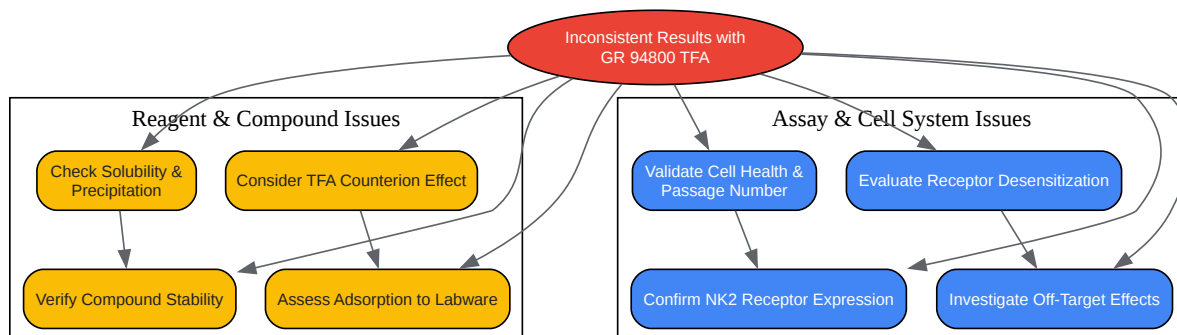 Inconsistent Results with
GR 94800 TFA
Reagent & Compound Issues
Check Solubility &
Precipitation
Consider TFA Counterion Effect
Verify Compound Stability
Assess Adsorption to Labware
Assay & Cell System Issues
Validate Cell Health &
Passage Number
Evaluate Receptor Desensitization
Confirm NK2 Receptor Expression
Investigate Off-Target Effects